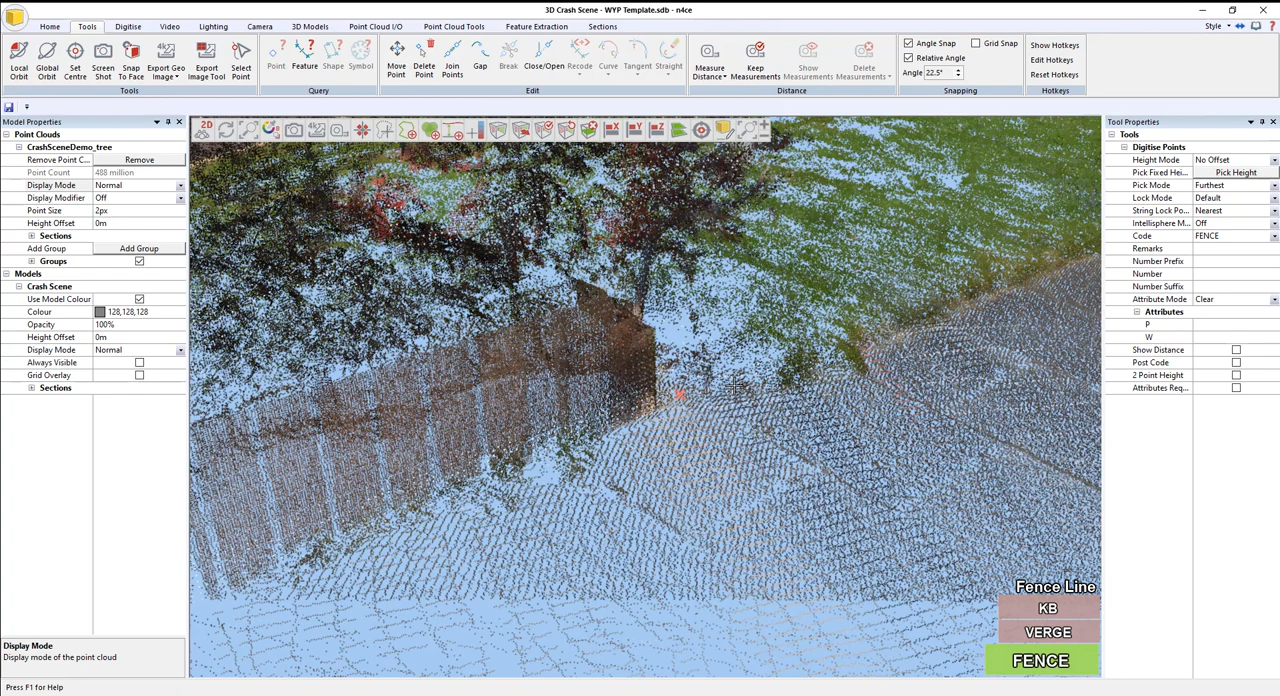 3D Crash Scene - WYP Template.sdb - n4ce
Home Tools Digitise Video Lighting Camera 3D Models Point Cloud I/O Point Cloud Tools Feature Extraction Sections Style
Local Orbit
Global Orbit
Set Centre
Screen Shot
Snap To Face
Export Geo Image
Export Image Tool
Select Point
Point
Feature
Shape
Symbol
Move Point
Delete Point
Join Points
Gap
Break
Close/Open
Recode
Curve
Tangent
Straight
Measure Distance
Keep Measurements
Show Measurements
Delete Measurements
Angle Snap
Grid Snap
Relative Angle
Angle 22.5°
Show Hotkeys
Edit Hotkeys
Reset Hotkeys
Tools Query Edit Distance Snapping Hotkeys
Model Properties
Point Clouds
CrashSceneDemo_tree
Remove Point C... Remove
Point Count 488 million
Display Mode Normal
Display Modifier Off
Point Size 2px
Height Offset 0m
Sections
Add Group Add Group
Groups
Models
Crash Scene
Use Model Colour
Colour 128,128,128
Opacity 100%
Height Offset 0m
Display Mode Normal
Always Visible
Grid Overlay
Sections
Display Mode
Display mode of the point cloud
Press F1 for Help
2D
4k2
X
Y
Z
Fence Line
KB
VERGE
FENCE
Tool Properties
Tools
Digitise Points
Height Mode No Offset
Pick Fixed Hei... Pick Height
Pick Mode Furthest
Lock Mode Default
String Lock Po... Nearest
Intellisphere M... Off
Code FENCE
Remarks
Number Prefix
Number
Number Suffix
Attribute Mode Clear
Attributes
P
W
Show Distance
Post Code
2 Point Height
Attributes Req...